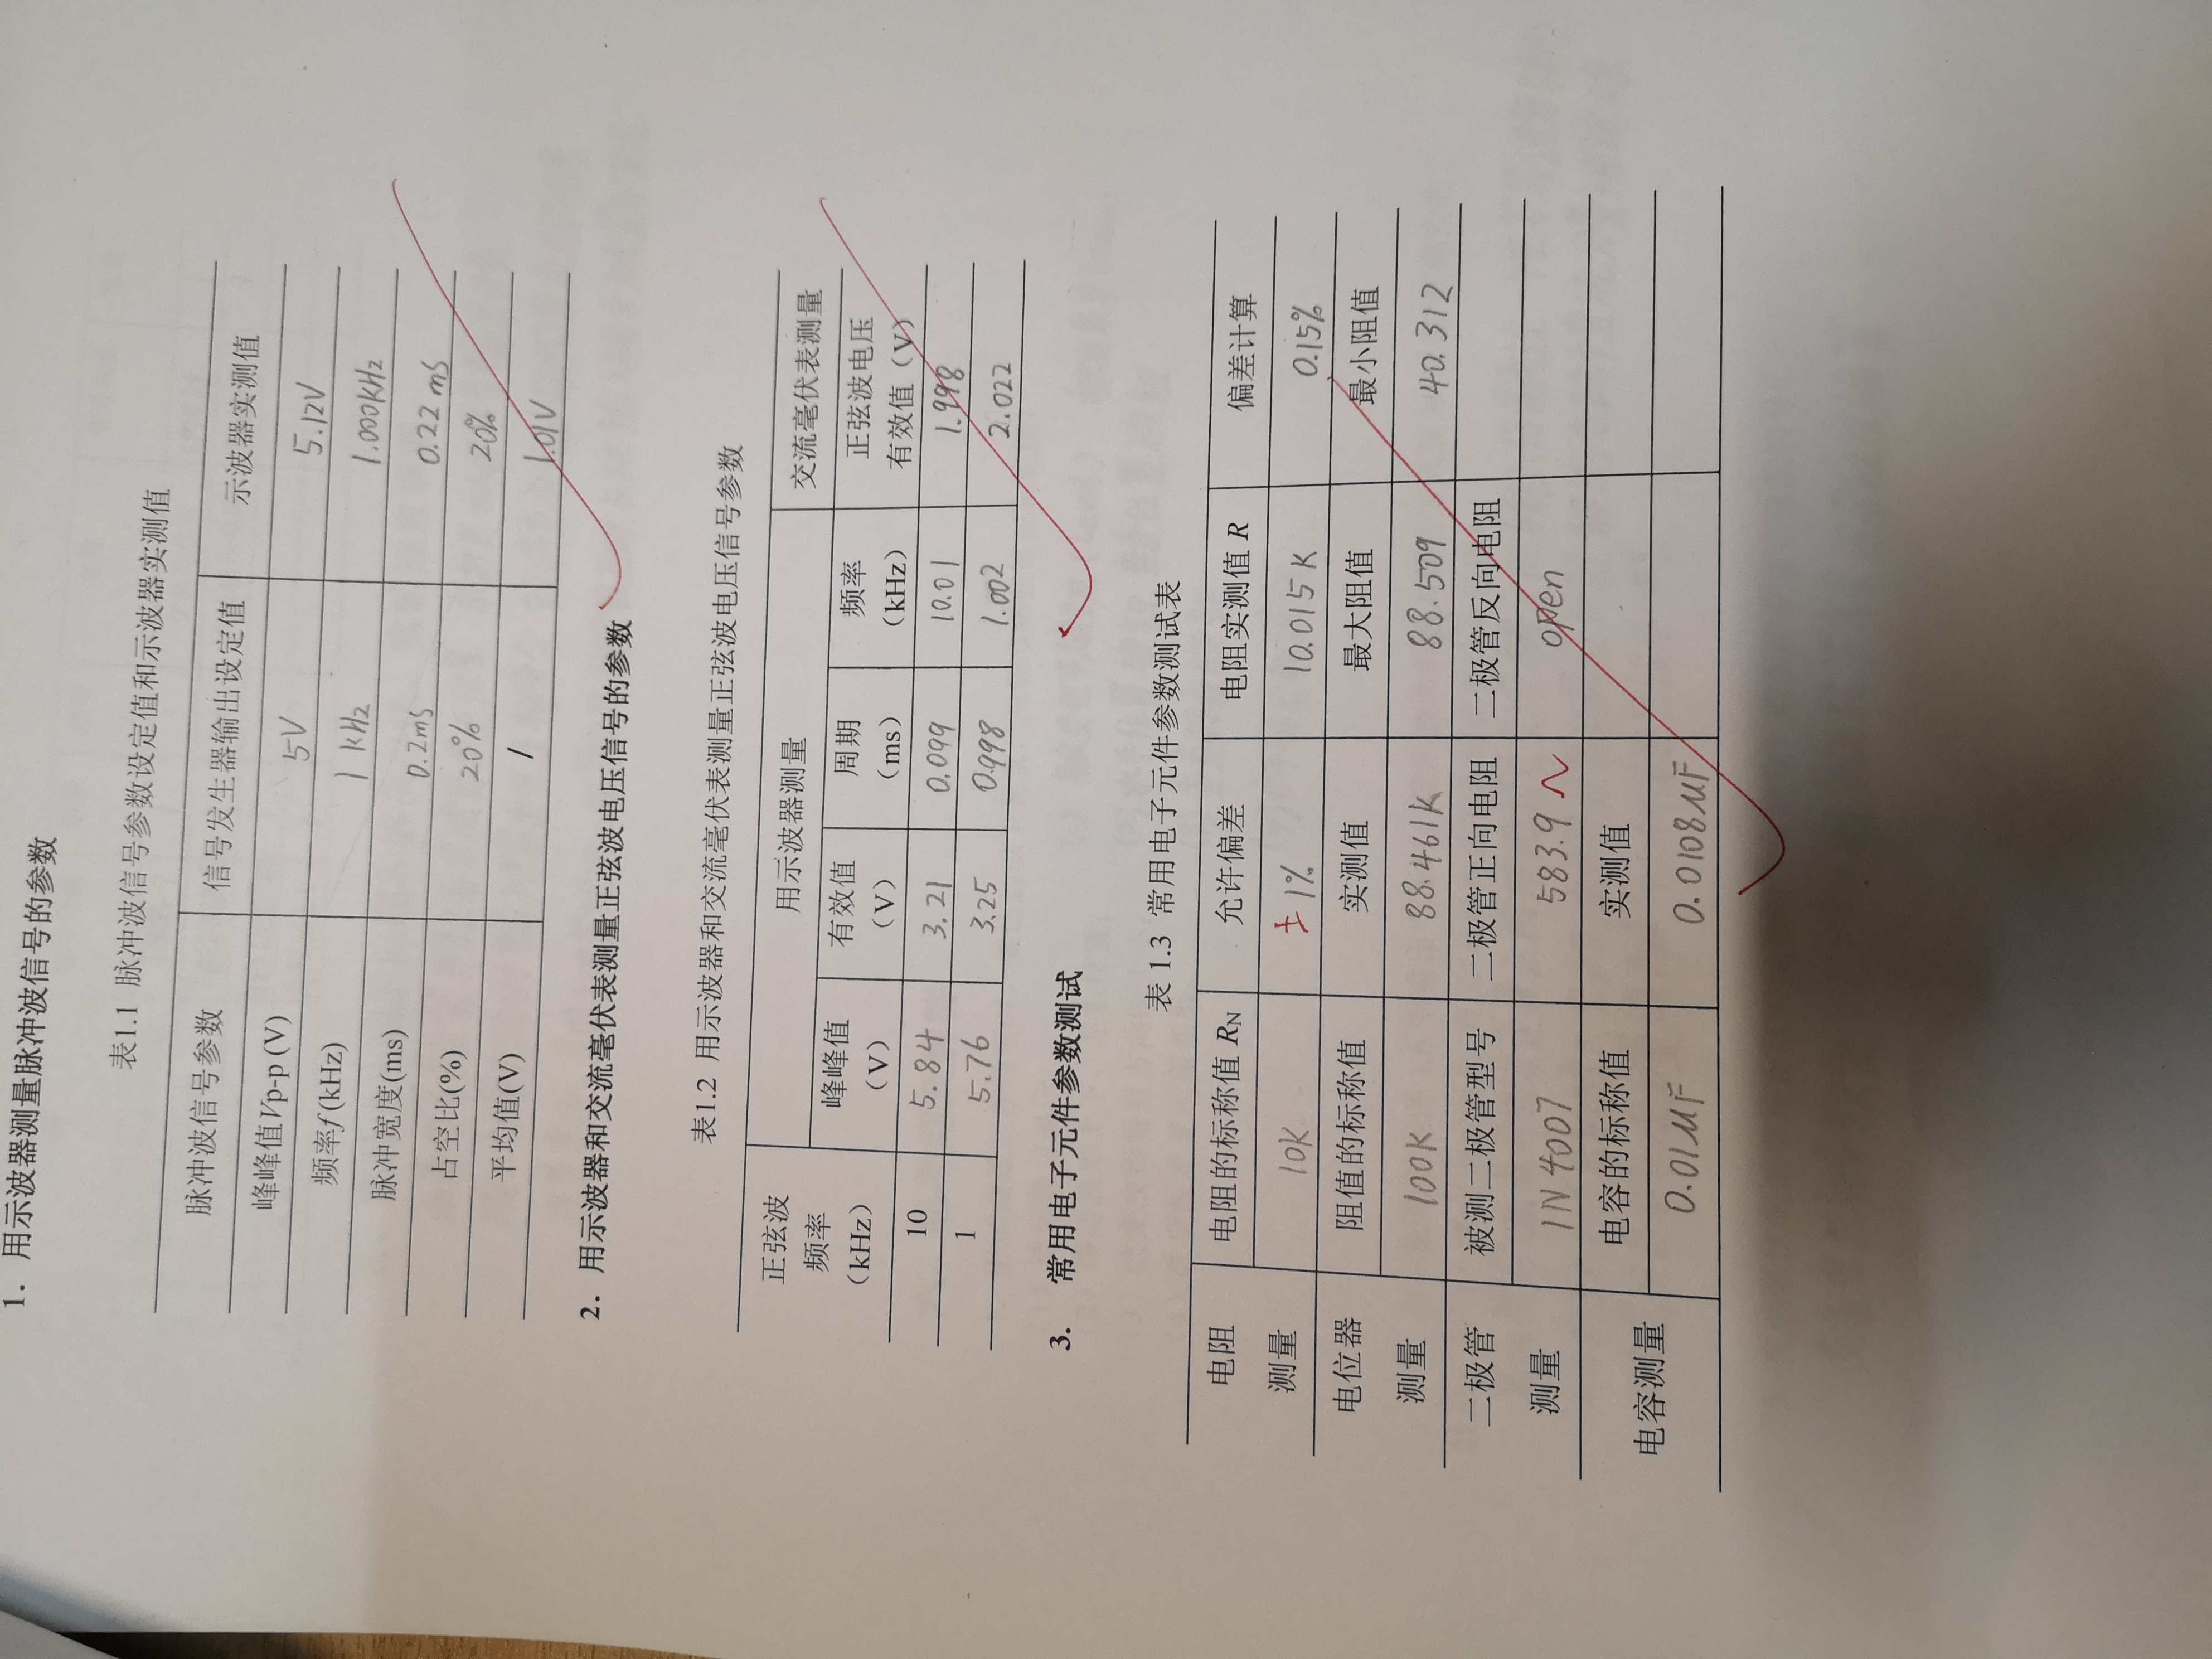 1. 用示波器测量脉冲波信号的参数
表1.1 脉冲波信号参数设定值和示波器实测值
脉冲波信号参数 信号发生器输出设定值 示波器实测值
峰峰值Vp-p(V) 5V 5.12V
频率f(kHz) 1kHz 1.000kHz
脉冲宽度(ms) 0.2ms 0.22ms
占空比(%) 20% 20%
平均值(V) / 1.01V
2. 用示波器和交流毫伏表测量正弦波电压信号的参数
表1.2 用示波器和交流毫伏表测量正弦波电压信号参数
正弦波频率(kHz) 用示波器测量 交流毫伏表测量
峰峰值(V) 有效值(V) 周期(ms) 频率(kHz) 正弦波电压有效值(V)
10 5.84 3.21 0.099 10.01 1.998
1 5.76 3.25 0.998 1.002 2.022
3. 常用电子元件参数测试
表1.3 常用电子元件参数测试表
电阻测量 电阻的标称值RN 允许偏差 电阻实测值R 偏差计算
10K ±1% 10.015K 0.15%
电位器测量 阻值的标称值 实测值 最大阻值 最小阻值
100K 88.461K 88.509 40.312
二极管测量 被测二极管型号 二极管正向电阻 二极管反向电阻
1N4007 583.9 Ω open
电容测量 电容的标称值 实测值
0.01μF 0.0108μF